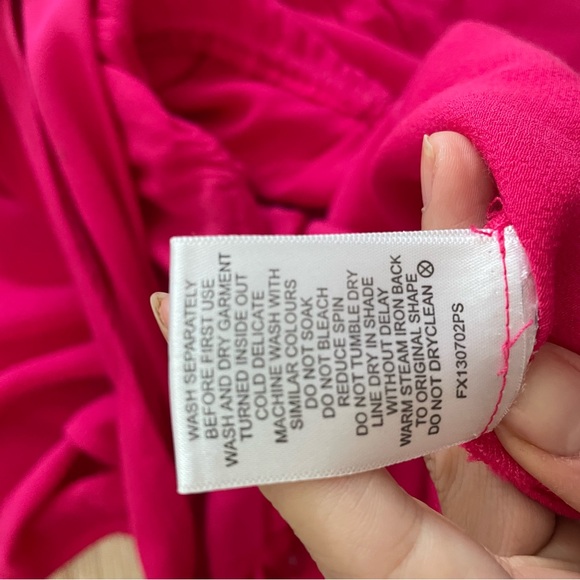 WASH SEPARATELY
BEFORE FIRST USE
WASH AND DRY GARMENT
TURNED INSIDE OUT
COLD DELICATE
MACHINE WASH WITH
SIMILAR COLOURS
DO NOT SOAK
DO NOT BLEACH
REDUCE SPIN
DO NOT TUMBLE DRY
LINE DRY IN SHADE
WITHOUT DELAY
WARM STEAM IRON BACK
TO ORIGINAL SHAPE
DO NOT DRYCLEAN
FX130702PS